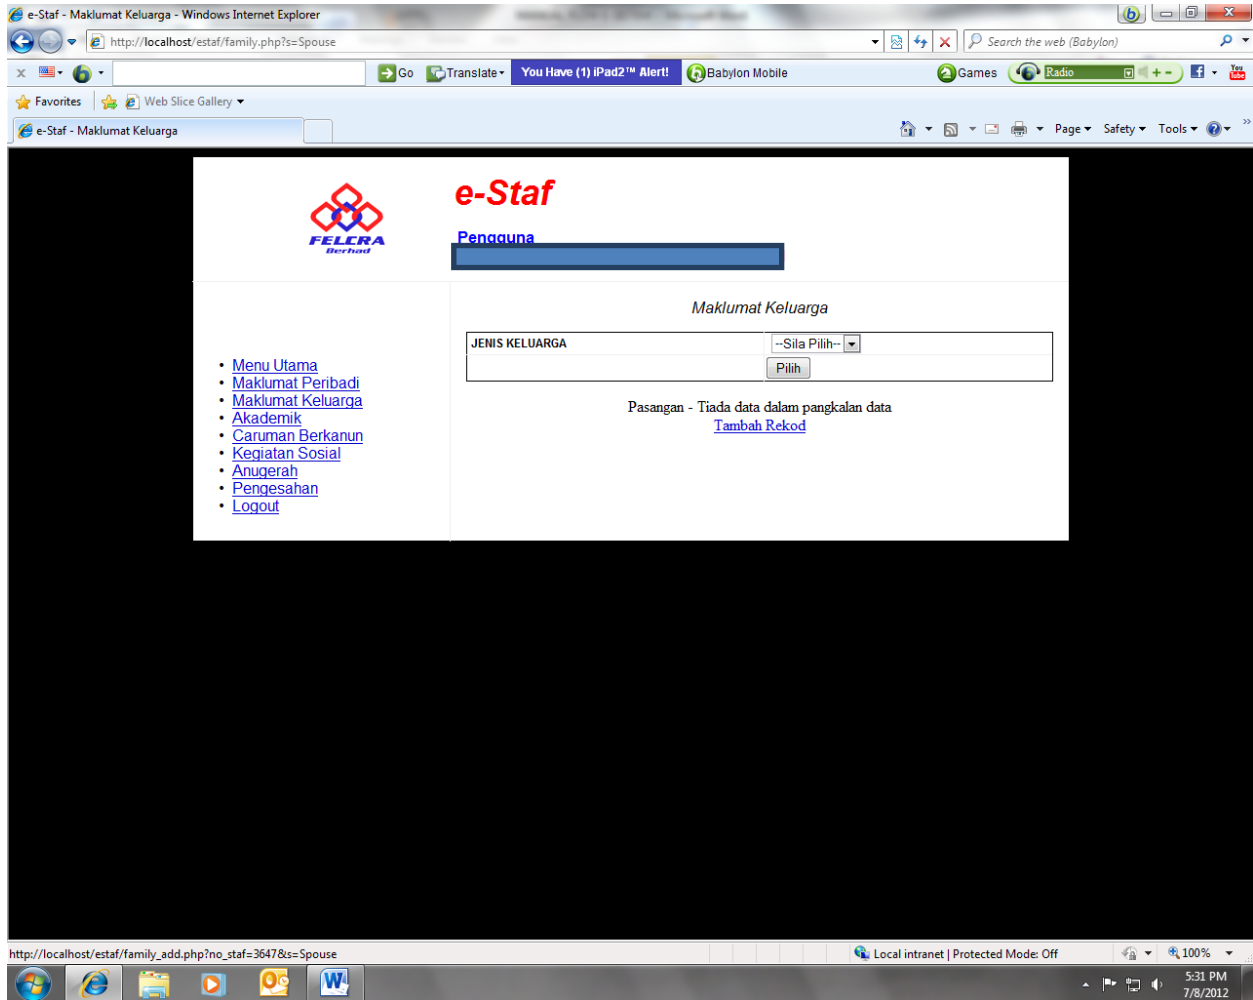 e-Staf - Maklumat Keluarga - Windows Internet Explorer
http://localhost/estaf/family.php?s=Spouse
Search the web (Babylon)
x Go Translate You Have (1) iPad2™ Alert! Babylon Mobile Games Radio You Tube
Favorites Web Slice Gallery
e-Staf - Maklumat Keluarga
Page Safety Tools
FELCRA
Berhad
e-Staf
Pengguna
Maklumat Keluarga
JENIS KELUARGA --Sila Pilih--
Pilih
Pasangan - Tiada data dalam pangkalan data
Tambah Rekod
• Menu Utama
• Maklumat Peribadi
• Maklumat Keluarga
• Akademik
• Caruman Berkanun
• Kegiatan Sosial
• Anugerah
• Pengesahan
• Logout
http://localhost/estaf/family_add.php?no_staf=3647&s=Spouse
Local intranet | Protected Mode: Off
100%
5:31 PM
7/8/2012